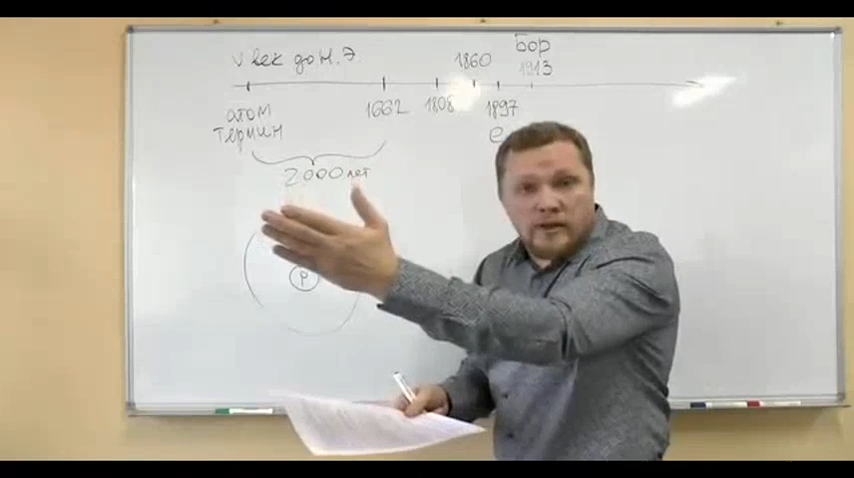 V век до н. э
1860
Бор
1913
атом
термин
1662
1808
1897
e
2000 лет
P